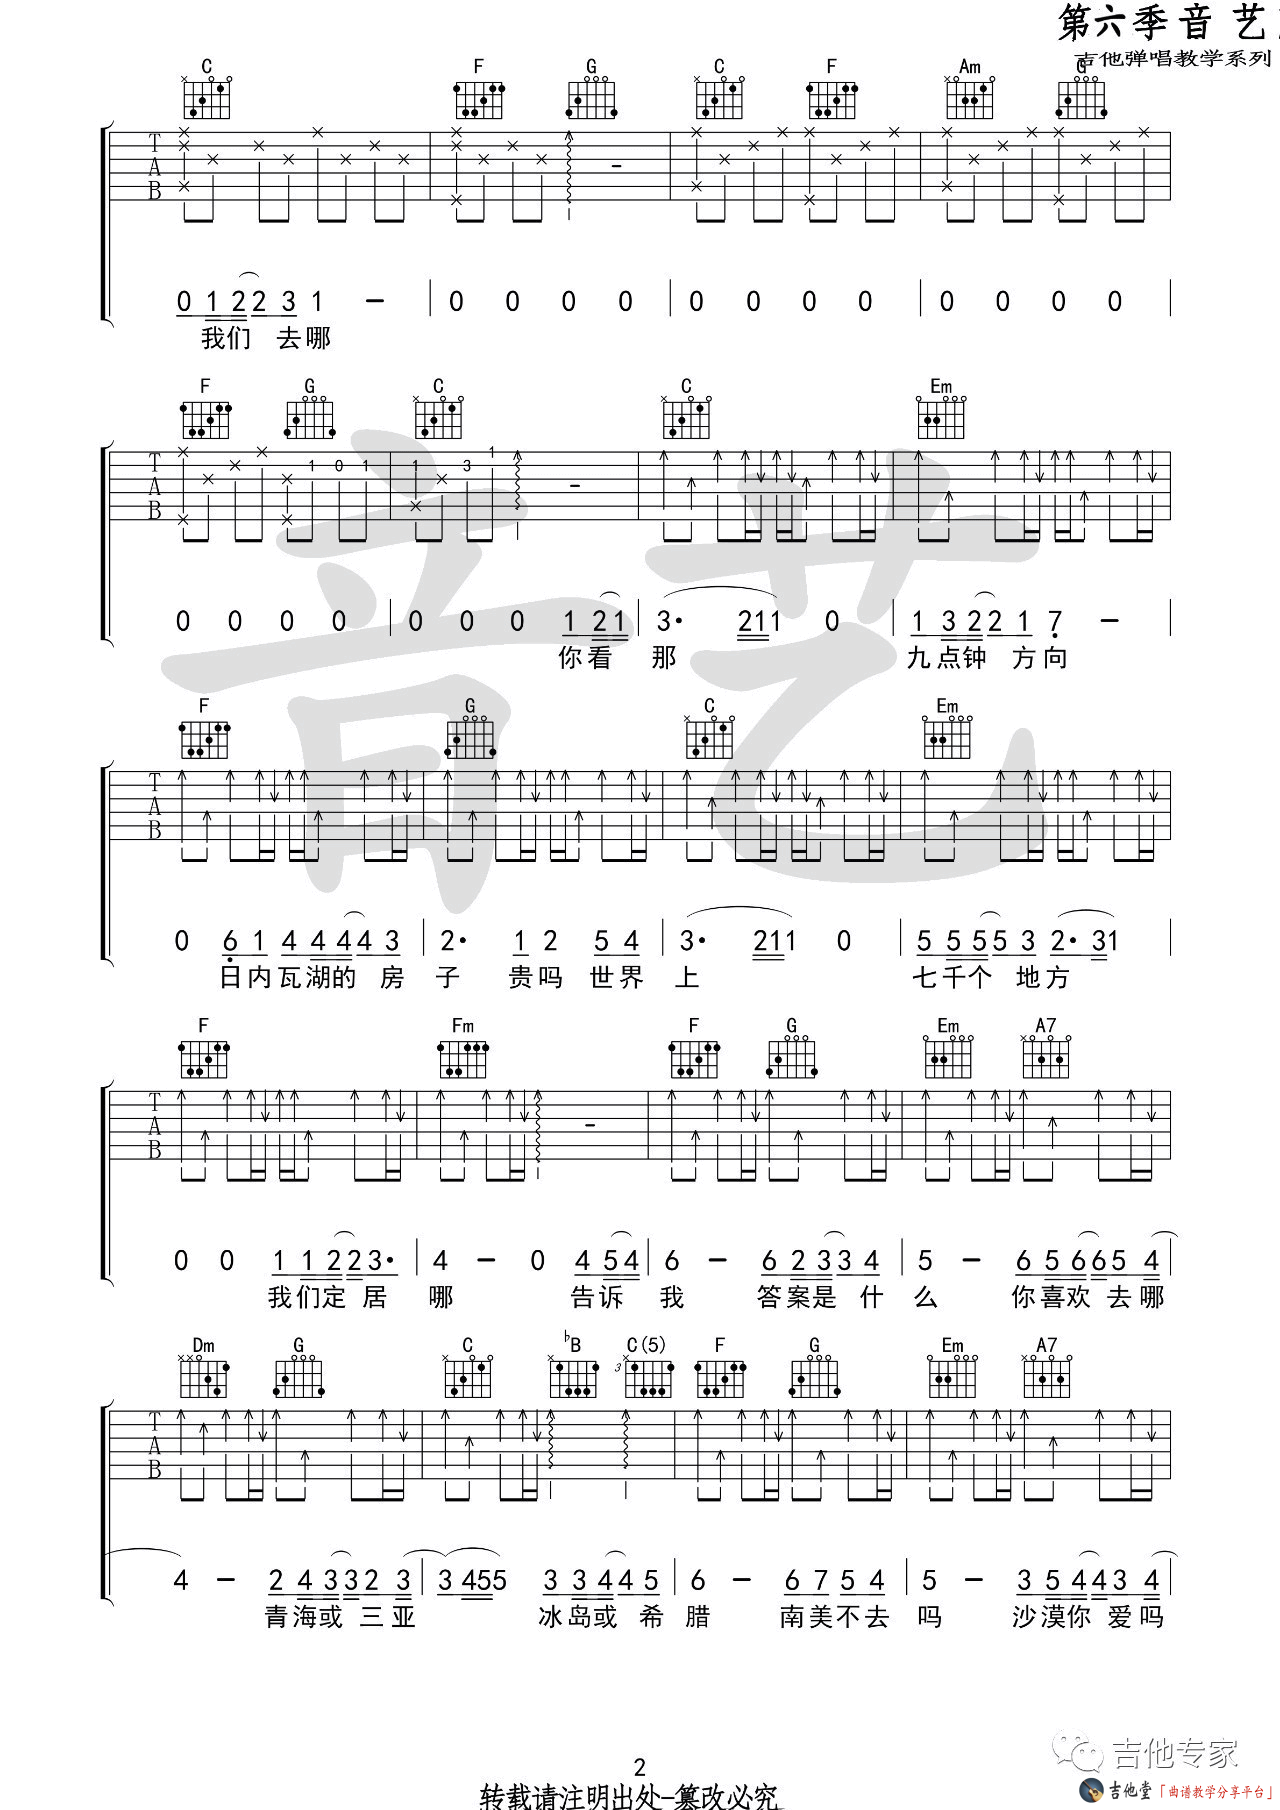 第六季音 艺
吉他弹唱教学系列
C F G C F Am G
T
A
B
0 1 2 2 3 1 - | 0 0 0 0 | 0 0 0 0 | 0 0 0 0 |
我们 去哪
F G C C Em
T
A
B
1 0 1 1 3 1
0 0 0 0 | 0 0 0 1 2 1 | 3· 2 1 1 1 0 | 1 3 2 2 1 7 - |
你看 那 九点钟 方向
音艺
F G C Em
T
A
B
0 6 1 4 4 4 4 3 | 2· 1 2 5 4 | 3· 2 1 1 1 0 | 5 5 5 5 3 2· 3 1 |
日内瓦湖的 房 子 贵吗 世界 上 七千个 地方
F Fm F G Em A7
T
A
B
0 0 1 1 2 2 3· | 4 - 0 4 5 4 | 6 - 6 2 3 3 4 | 5 - 6 5 6 6 5 4 |
我们定 居 哪 告诉 我 答案是 什 么 你喜欢 去哪
Dm G C ♭B C(5) F G Em A7
3
T
A
B
4 - 2 4 3 3 2 3 | 3 4 5 5 5 3 3 4 4 5 | 6 - 6 7 5 4 | 5 - 3 5 4 4 3 4 |
青海或 三亚 冰岛或 希 腊 南美不去 吗 沙漠你 爱吗
吉他专家
2
转载请注明出处-篡改必究
吉他堂「曲谱教学分享平台」